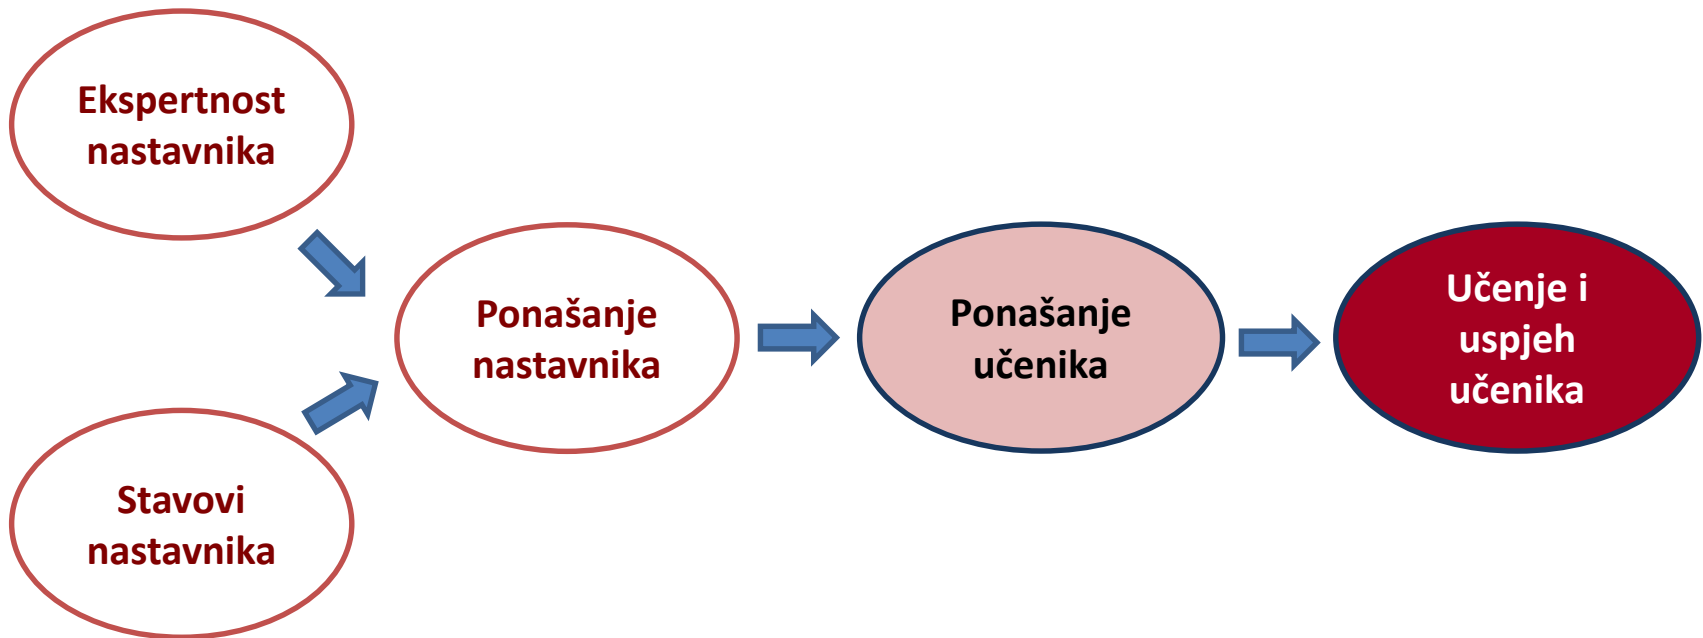 Ekspertnost
nastavnika
Stavovi
nastavnika
Ponašanje
nastavnika
Ponašanje
učenika
Učenje i
uspjeh
učenika